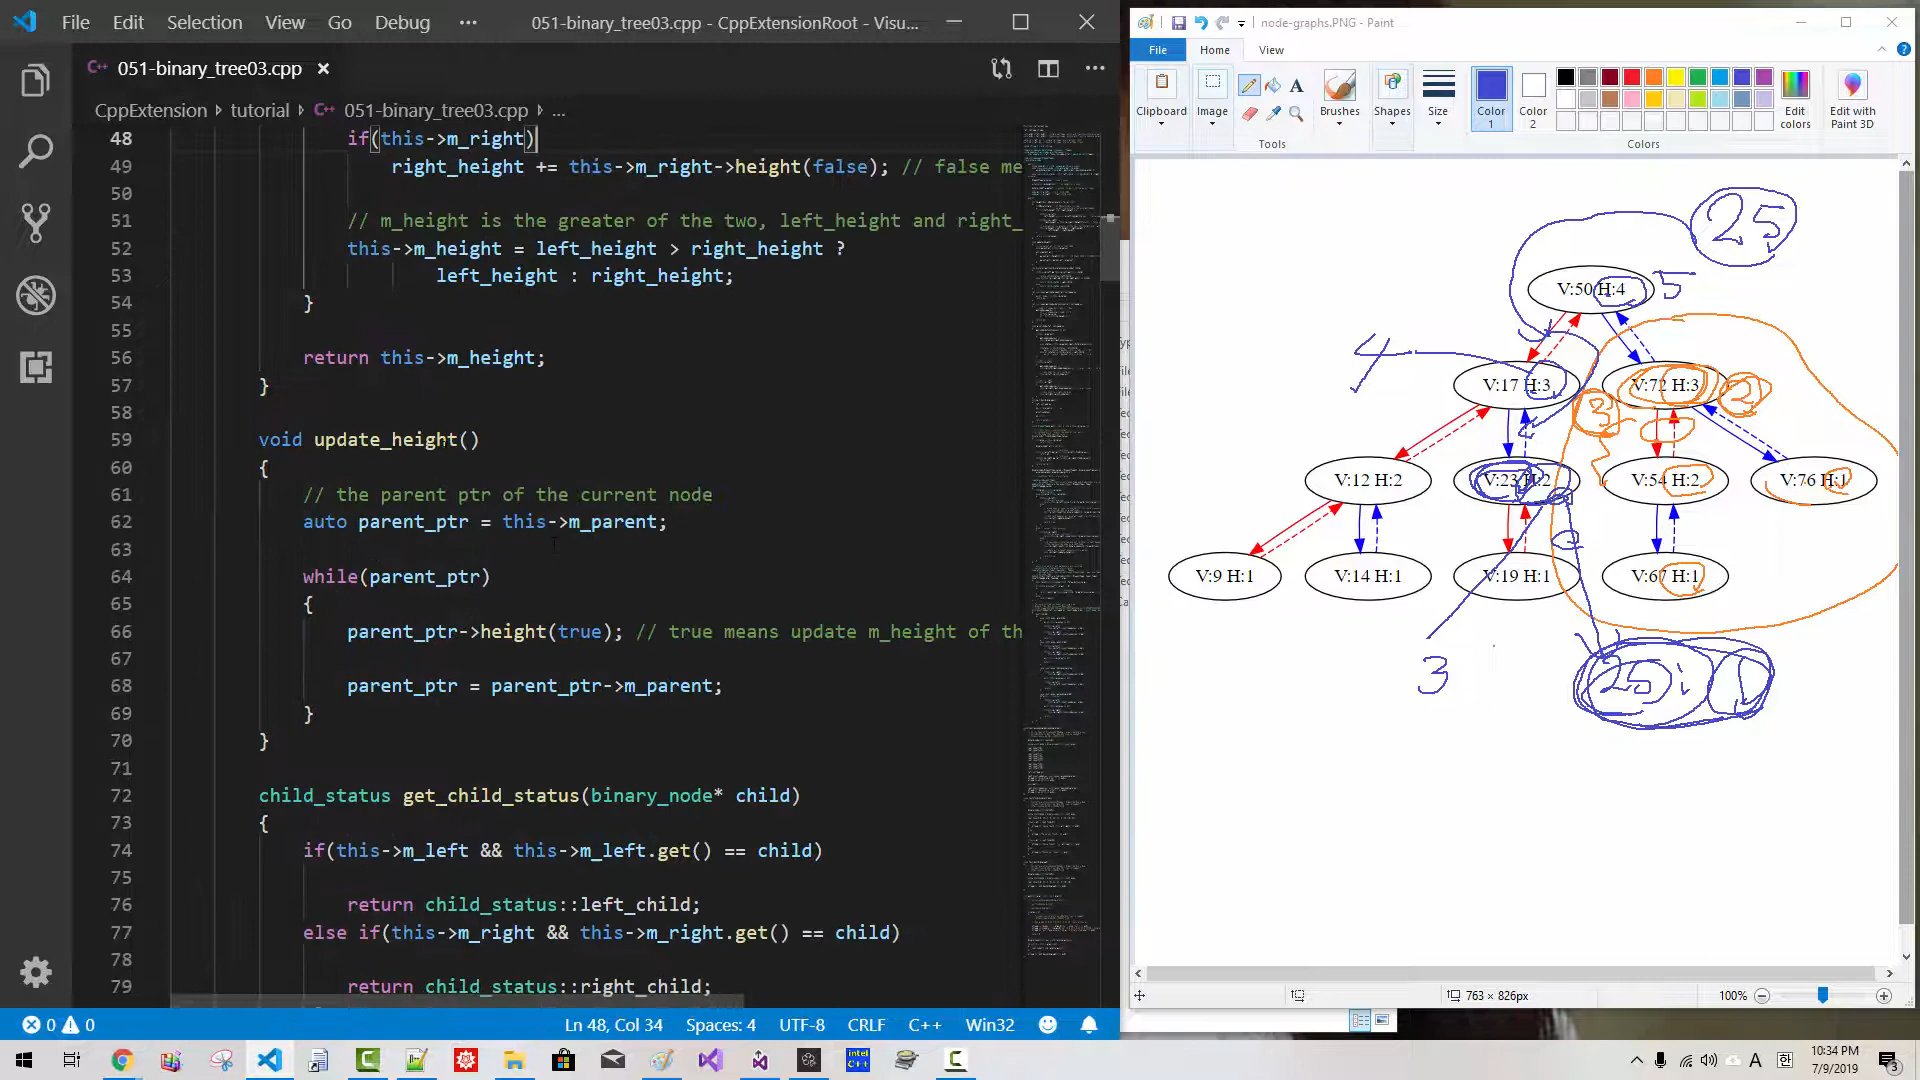 File Edit Selection View Go Debug ··· 051-binary_tree03.cpp - CppExtensionRoot - Visu...
051-binary_tree03.cpp
CppExtension › tutorial › 051-binary_tree03.cpp › ...
48 if(this->m_right)
49 right_height += this->m_right->height(false); // false me
50
51 // m_height is the greater of the two, left_height and right_
52 this->m_height = left_height > right_height ?
53 left_height : right_height;
54 }
55
56 return this->m_height;
57 }
58
59 void update_height()
60 {
61 // the parent ptr of the current node
62 auto parent_ptr = this->m_parent;
63
64 while(parent_ptr)
65 {
66 parent_ptr->height(true); // true means update m_height of th
67
68 parent_ptr = parent_ptr->m_parent;
69 }
70 }
71
72 child_status get_child_status(binary_node* child)
73 {
74 if(this->m_left && this->m_left.get() == child)
75
76 return child_status::left_child;
77 else if(this->m_right && this->m_right.get() == child)
78
79 return child_status::right_child;
0 0 Ln 48, Col 34 Spaces: 4 UTF-8 CRLF C++ Win32
node-graphs.PNG - Paint
File Home View
Clipboard Image Brushes Shapes Size Color 1 Color 2 Edit colors Edit with Paint 3D
Tools Colors
25
V:50 H:4 5
4
V:17 H:3 V:72 H:3 2
3
V:12 H:2 V:23 H:2 V:54 H:2 V:76 H:1
V:9 H:1 V:14 H:1 V:19 H:1 V:67 H:1
3 25 1
763 × 826px 100%
intel C++
A 한 10:34 PM
7/9/2019 3